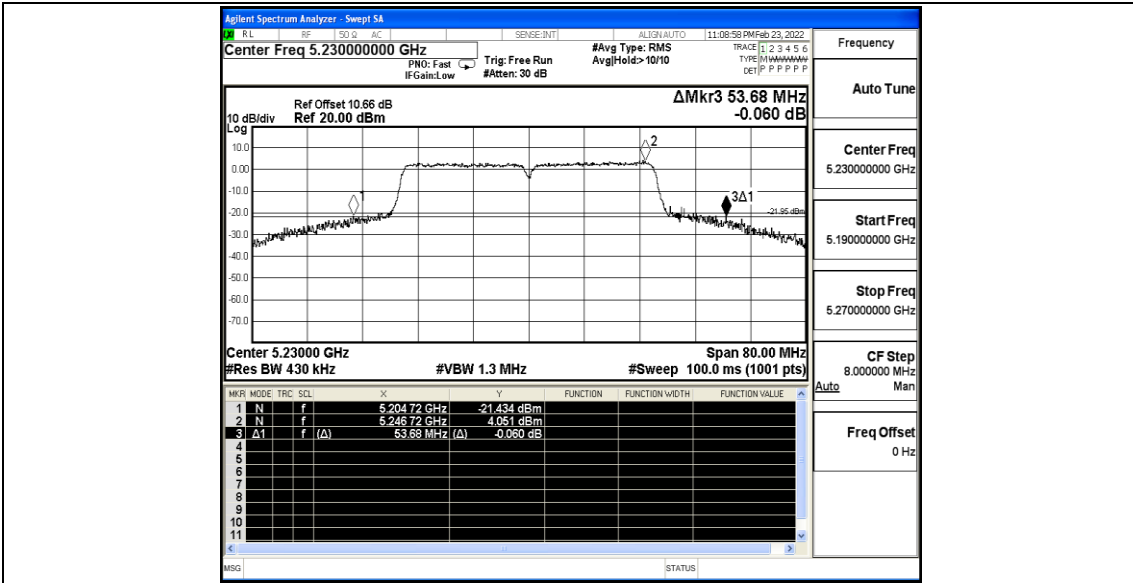 Agilent Spectrum Analyzer - Swept SA
RL RF 50 Ω AC SENSE:INT ALIGN AUTO 11:08:58 PM Feb 23, 2022
Center Freq 5.230000000 GHz
PNO: Fast
IFGain:Low
Trig: Free Run
#Atten: 30 dB
#Avg Type: RMS
Avg|Hold:>10/10
TRACE 1 2 3 4 5 6
TYPE M
DET P P P P P P
Frequency
Auto Tune
Center Freq
5.230000000 GHz
Start Freq
5.190000000 GHz
Stop Freq
5.270000000 GHz
CF Step
8.000000 MHz
Auto Man
Freq Offset
0 Hz
ΔMkr3 53.68 MHz
-0.060 dB
Ref Offset 10.66 dB
10 dB/div Ref 20.00 dBm
Log
10.0
0.00
-10.0
-20.0
-30.0
-40.0
-50.0
-60.0
-70.0
1
2
3Δ1
-21.95 dBm
Center 5.23000 GHz Span 80.00 MHz
#Res BW 430 kHz #VBW 1.3 MHz #Sweep 100.0 ms (1001 pts)
MKR MODE TRC SCL X Y FUNCTION FUNCTION WIDTH FUNCTION VALUE
1 N f 5.204 72 GHz -21.434 dBm
2 N f 5.246 72 GHz 4.051 dBm
3 Δ1 f (Δ) 53.68 MHz (Δ) -0.060 dB
4
5
6
7
8
9
10
11
MSG STATUS